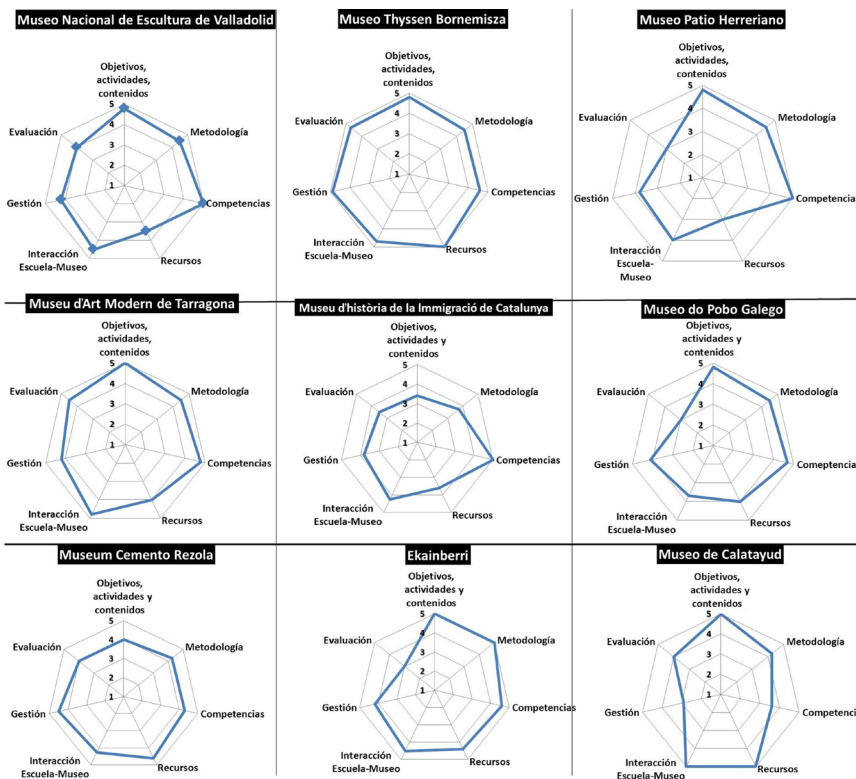 Museo Nacional de Escultura de Valladolid
Objetivos,
actividades,
contenidos
5
4
3
2
1
Evaluación
Metodología
Gestión
Competencias
Interacción
Escuela-Museo
Recursos
Museo Thyssen Bornemisza
Objetivos,
actividades,
contenidos
5
4
3
2
1
Evaluación
Metodología
Gestión
Competencias
Interacción
Escuela-Museo
Recursos
Museo Patio Herreriano
Objetivos,
actividades,
contenidos
5
4
3
2
1
Evaluación
Metodología
Gestión
Competencias
Interacción
Escuela-
Museo
Recursos
Museu d'Art Modern de Tarragona
Objetivos,
actividades,
contenidos
5
4
3
2
1
Evaluación
Metodología
Gestión
Competencias
Interacción
Escuela-Museo
Recursos
Museu d'història de la Immigració de Catalunya
Objetivos,
actividades y
contenidos
5
4
3
2
1
Evaluación
Metodología
Gestión
Competencias
Interacción
Escuela-Museo
Recursos
Museo do Pobo Galego
Objetivos,
actividades y
contenidos
5
4
3
2
1
Evalaución
Metodología
Gestión
Comeptencias
Interacción
Escuela-Museo
Recursos
Museum Cemento Rezola
Objetivos,
actividades y
contenidos
5
4
3
2
1
Evaluación
Metodología
Gestión
Competencias
Interacción
Escuela-Museo
Recursos
Ekainberri
Objetivos,
actividades y
contenidos
5
4
3
2
1
Evaluación
Metodología
Gestión
Competencias
Interacción
Escuela-Museo
Recursos
Museo de Calatayud
Objetivos,
actividades y
contenidos
5
4
3
2
1
Evaluación
Metodología
Gestión
Competencias
Interacción
Escuela-Museo
Recursos